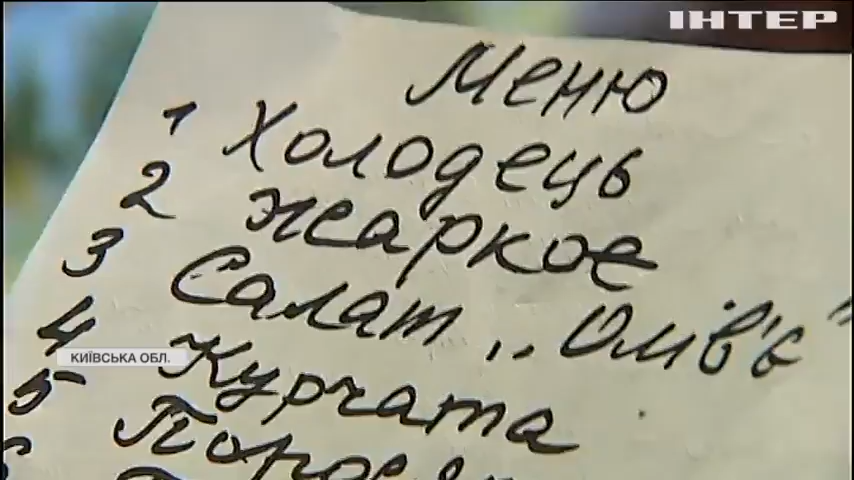 ІНТЕР
Меню
1 Холодець
2 жаркое
3 Салат „Олів'є"
4 Курчата
КИЇВСЬКА ОБЛ.
5